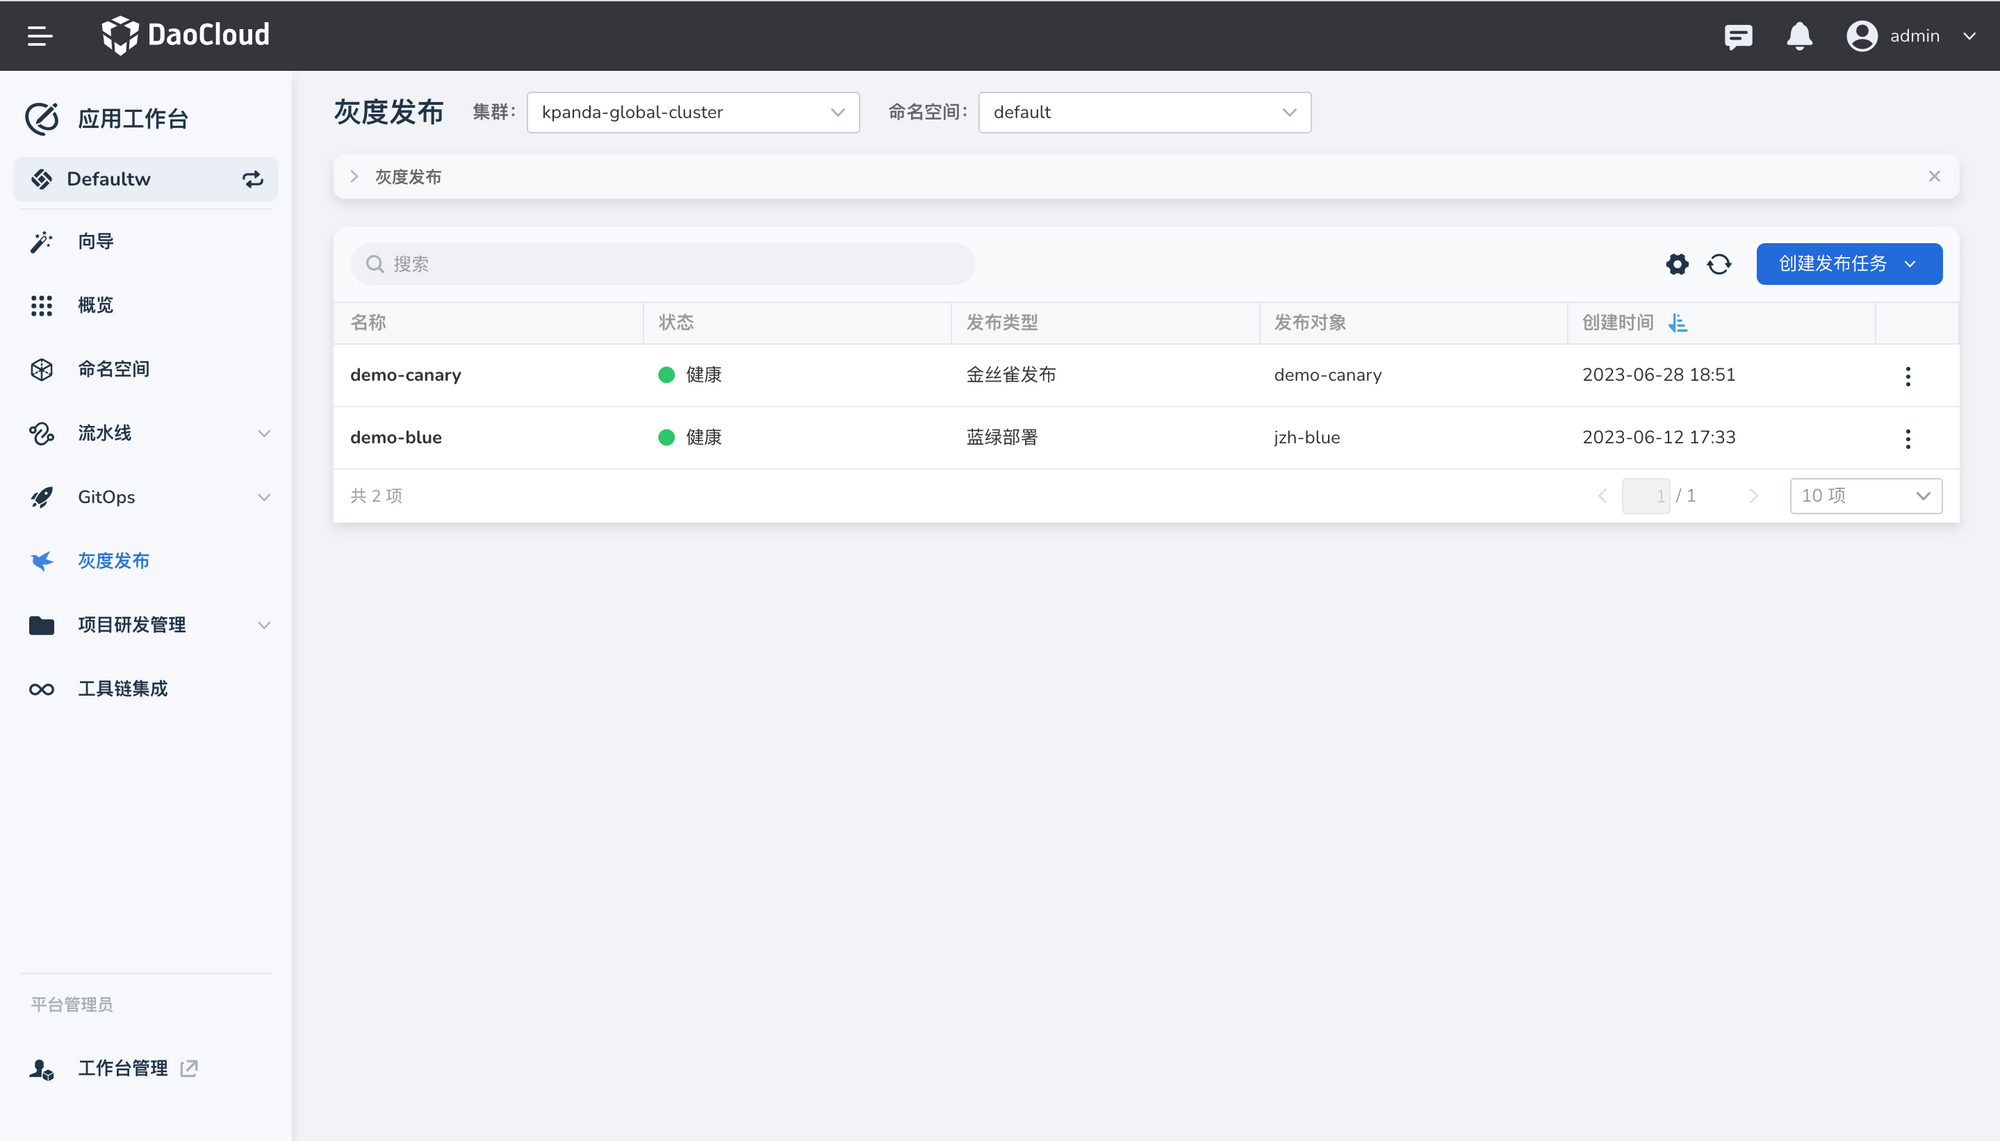 DaoCloud
admin
应用工作台
Defaultw
向导
概览
命名空间
流水线
GitOps
灰度发布
项目研发管理
工具链集成
平台管理员
工作台管理
灰度发布 集群： kpanda-global-cluster 命名空间： default
灰度发布
搜索
创建发布任务
名称 状态 发布类型 发布对象 创建时间
demo-canary 健康 金丝雀发布 demo-canary 2023-06-28 18:51
demo-blue 健康 蓝绿部署 jzh-blue 2023-06-12 17:33
共 2 项 1 / 1 10 项